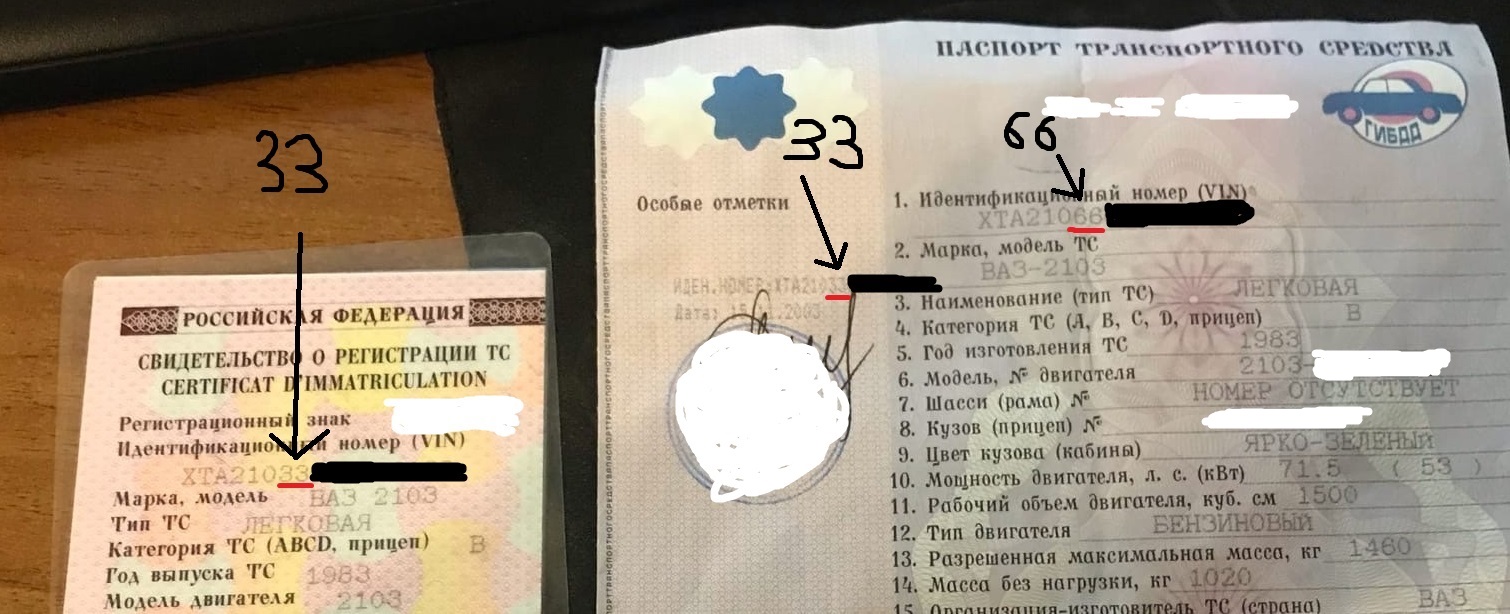 33
РОССИЙСКАЯ ФЕДЕРАЦИЯ
СВИДЕТЕЛЬСТВО О РЕГИСТРАЦИИ ТС
CERTIFICAT D'IMMATRICULATION
Регистрационный знак
Идентификационный номер (VIN)
XTA21033
Марка, модель ВАЗ 2103
Тип ТС ЛЕГКОВАЯ
Категория ТС (ABCD, прицеп) B
Год выпуска ТС 1983
Модель двигателя 2103
ПАСПОРТ ТРАНСПОРТНОГО СРЕДСТВА
ГИБДД
33
66
Особые отметки
ИДЕН.НОМЕР:XTA21033
Дата: 2003
1. Идентификационный номер (VIN)
XTA21066
2. Марка, модель ТС
ВАЗ-2103
3. Наименование (тип ТС) ЛЕГКОВАЯ
4. Категория ТС (A, B, C, D, прицеп) B
5. Год изготовления ТС 1983
6. Модель, № двигателя 2103-
7. Шасси (рама) № НОМЕР ОТСУТСТВУЕТ
8. Кузов (прицеп) №
9. Цвет кузова (кабины) ЯРКО-ЗЕЛЕНЫЙ
10. Мощность двигателя, л. с. (кВт) 71.5 ( 53 )
11. Рабочий объем двигателя, куб. см 1500
12. Тип двигателя БЕНЗИНОВЫЙ
13. Разрешенная максимальная масса, кг 1460
14. Масса без нагрузки, кг 1020
15. Организация-изготовитель ТС (страна) ВАЗ